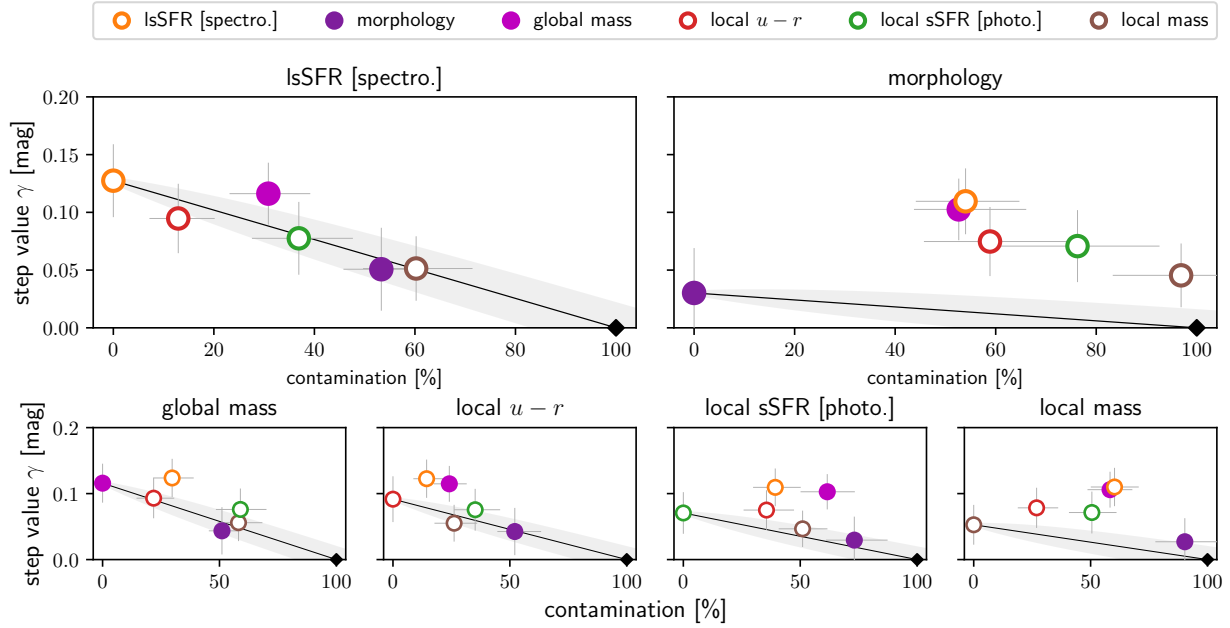 lsSFR [spectro.] morphology global mass local u − r local sSFR [photo.] local mass
lsSFR [spectro.] morphology
0.20
0.15
0.10
0.05
0.00
step value γ [mag]
0 20 40 60 80 100 0 20 40 60 80 100
contamination [%] contamination [%]
global mass local u − r local sSFR [photo.] local mass
0.2
0.1
0.0
step value γ [mag]
0 50 100 0 50 100 0 50 100 0 50 100
contamination [%]